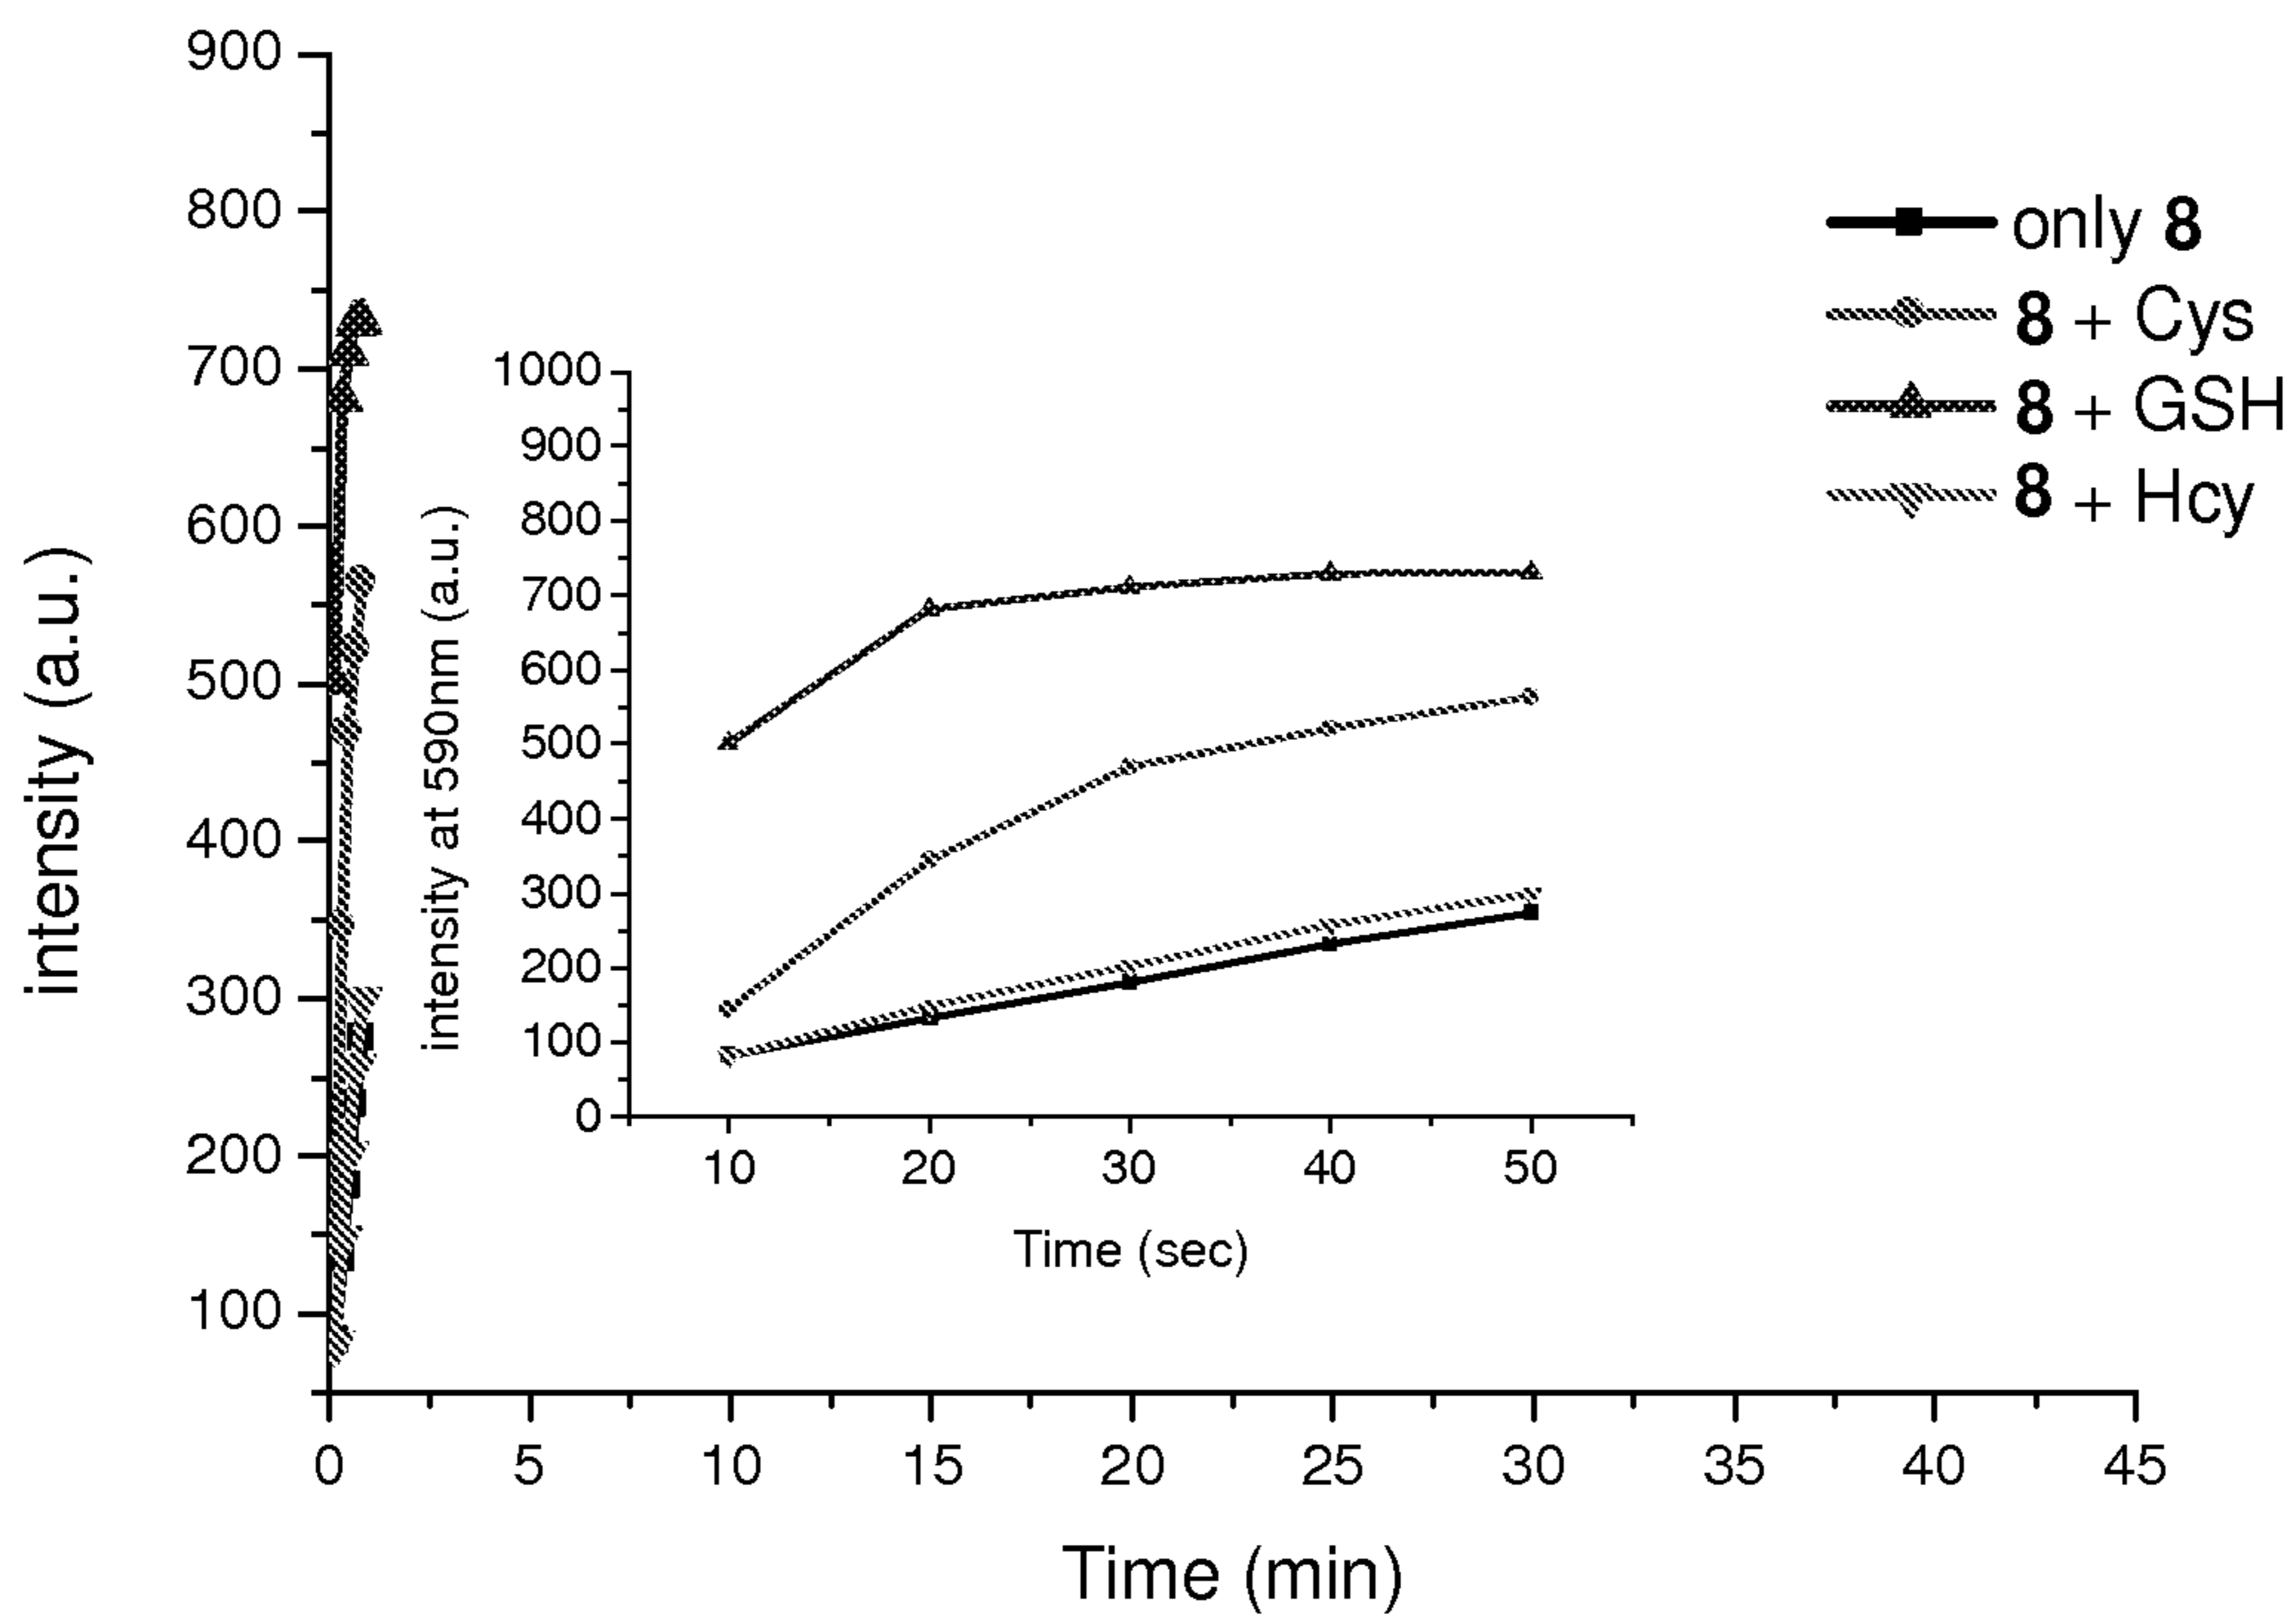 900
800
700
600
500
400
300
200
100
intensity (a.u.)
0 5 10 15 20 25 30 35 40 45
Time (min)
1000
900
800
700
600
500
400
300
200
100
0
intensity at 590nm (a.u.)
10 20 30 40 50
Time (sec)
only 8
8 + Cys
8 + GSH
8 + Hcy